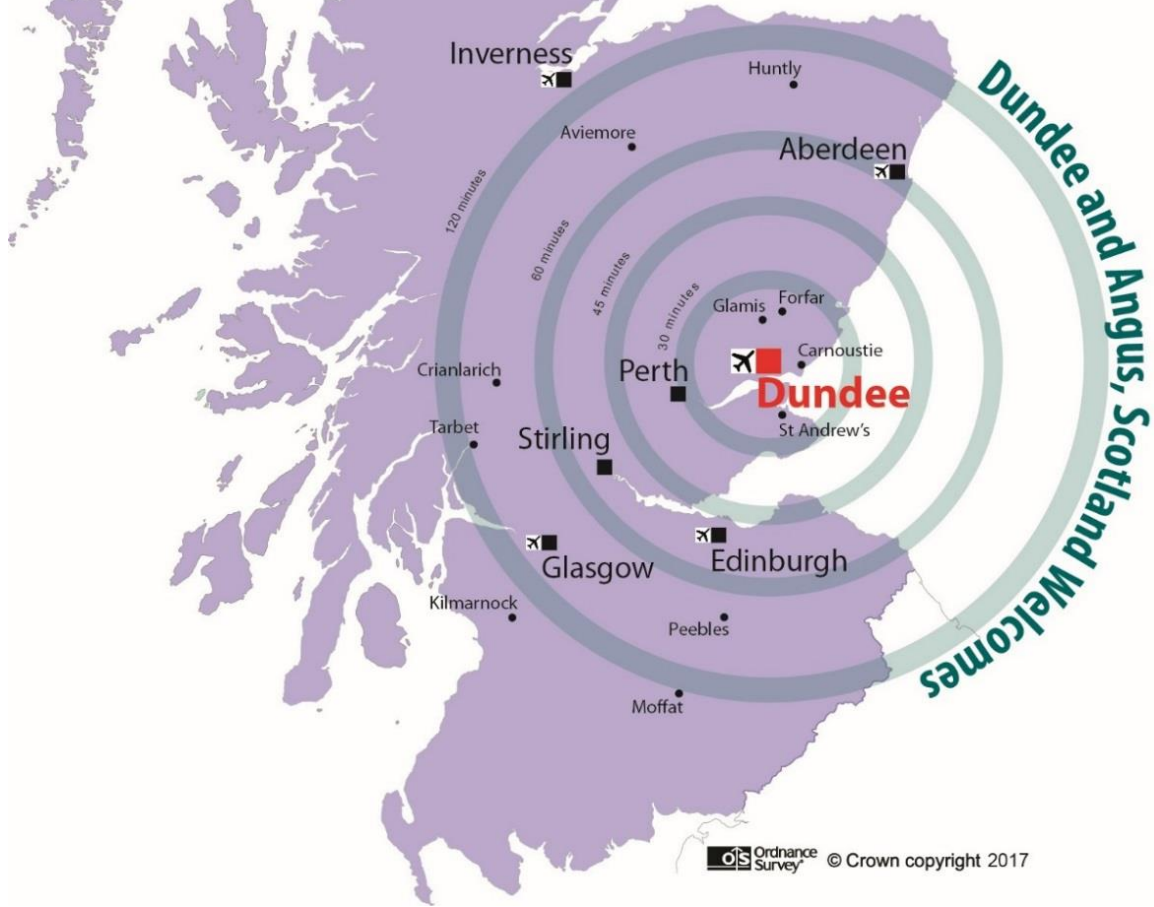 Inverness
Huntly
Aviemore
Aberdeen
120 minutes
60 minutes
45 minutes
30 minutes
Glamis
Forfar
Carnoustie
Perth
Dundee
Crianlarich
St Andrew's
Tarbet
Stirling
Glasgow
Edinburgh
Kilmarnock
Peebles
Moffat
Dundee and Angus, Scotland Welcomes
OS Ordnance
Survey® © Crown copyright 2017